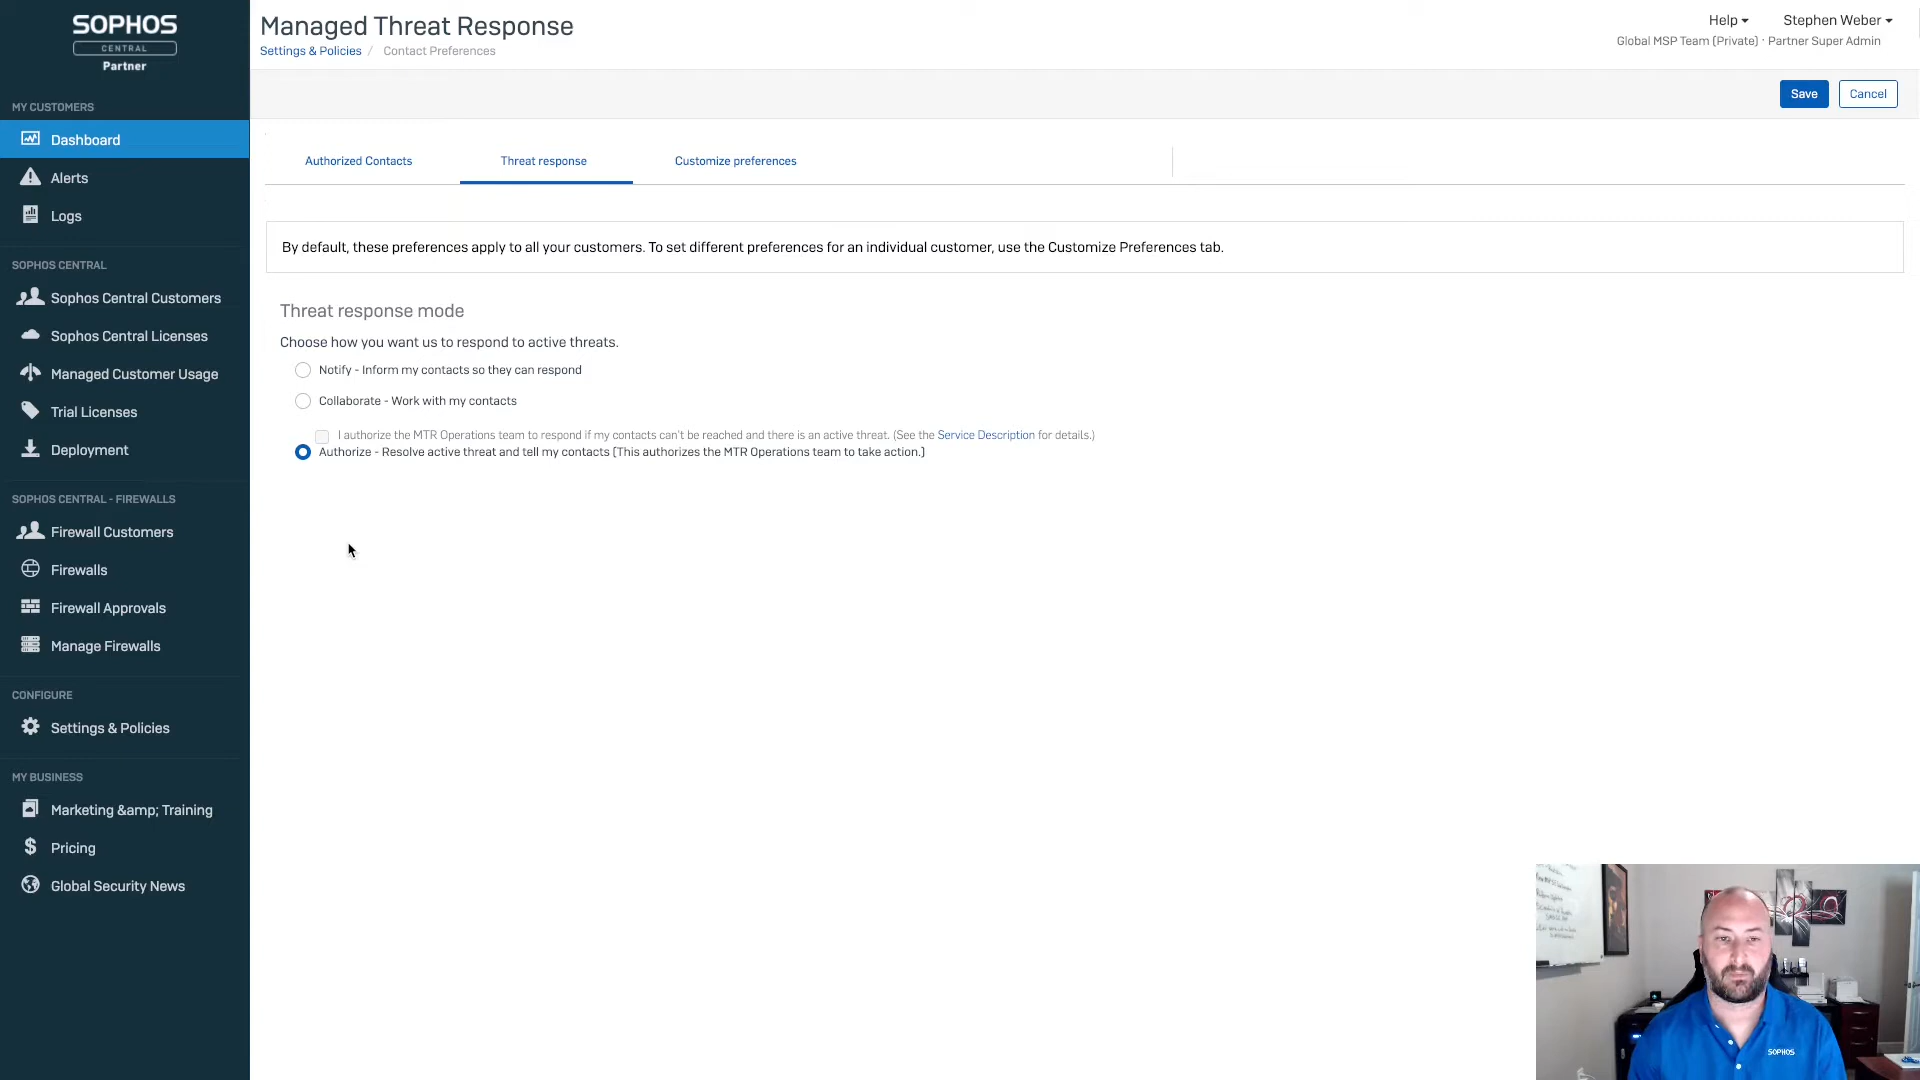 SOPHOS
CENTRAL
Partner
MY CUSTOMERS
Dashboard
Alerts
Logs
SOPHOS CENTRAL
Sophos Central Customers
Sophos Central Licenses
Managed Customer Usage
Trial Licenses
Deployment
SOPHOS CENTRAL - FIREWALLS
Firewall Customers
Firewalls
Firewall Approvals
Manage Firewalls
CONFIGURE
Settings & Policies
MY BUSINESS
Marketing &amp; Training
Pricing
Global Security News
Managed Threat Response
Settings & Policies / Contact Preferences
Help
Stephen Weber
Global MSP Team (Private) · Partner Super Admin
Save
Cancel
Authorized Contacts
Threat response
Customize preferences
By default, these preferences apply to all your customers. To set different preferences for an individual customer, use the Customize Preferences tab.
Threat response mode
Choose how you want us to respond to active threats.
Notify - Inform my contacts so they can respond
Collaborate - Work with my contacts
I authorize the MTR Operations team to respond if my contacts can't be reached and there is an active threat. (See the Service Description for details.)
Authorize - Resolve active threat and tell my contacts (This authorizes the MTR Operations team to take action.)
SOPHOS